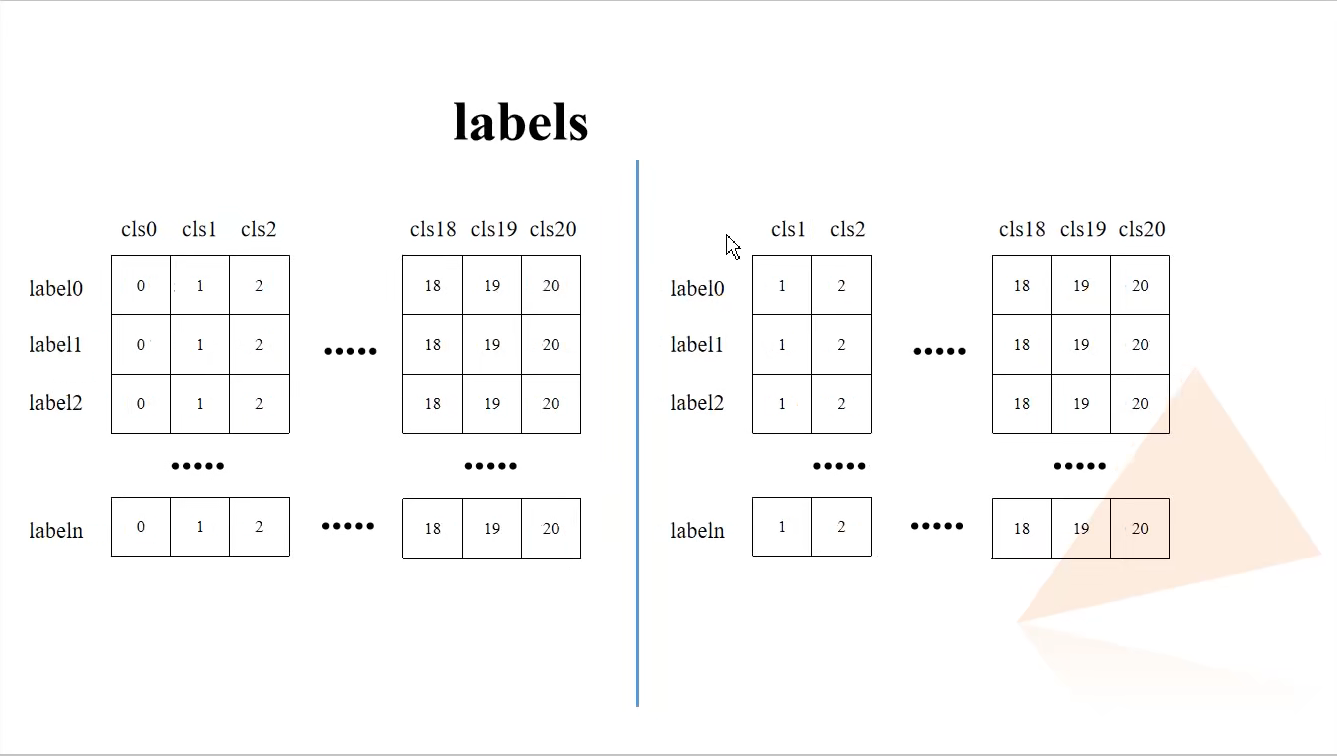 labels
cls0 cls1 cls2 cls18 cls19 cls20 cls1 cls2 cls18 cls19 cls20
label0 0 1 2 18 19 20 label0 1 2 18 19 20
label1 0 1 2 ••••• 18 19 20 label1 1 2 ••••• 18 19 20
label2 0 1 2 18 19 20 label2 1 2 18 19 20
••••• ••••• ••••• •••••
labeln 0 1 2 ••••• 18 19 20 labeln 1 2 ••••• 18 19 20